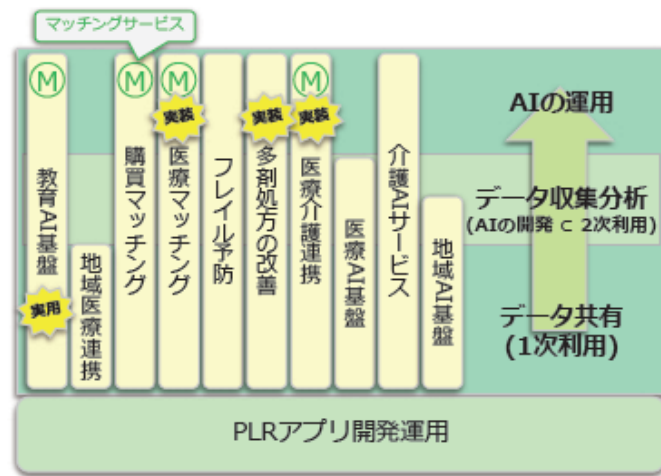 マッチングサービス
Ⓜ
教育AI基盤
実用
地域医療連携
Ⓜ
購買マッチング
Ⓜ
実装
医療マッチング
フレイル予防
実装
多剤処方の改善
Ⓜ
実装
医療介護連携
医療AI基盤
介護AIサービス
地域AI基盤
AIの運用
データ収集分析
(AIの開発 ⊂ 2次利用)
データ共有
(1次利用)
PLRアプリ開発運用